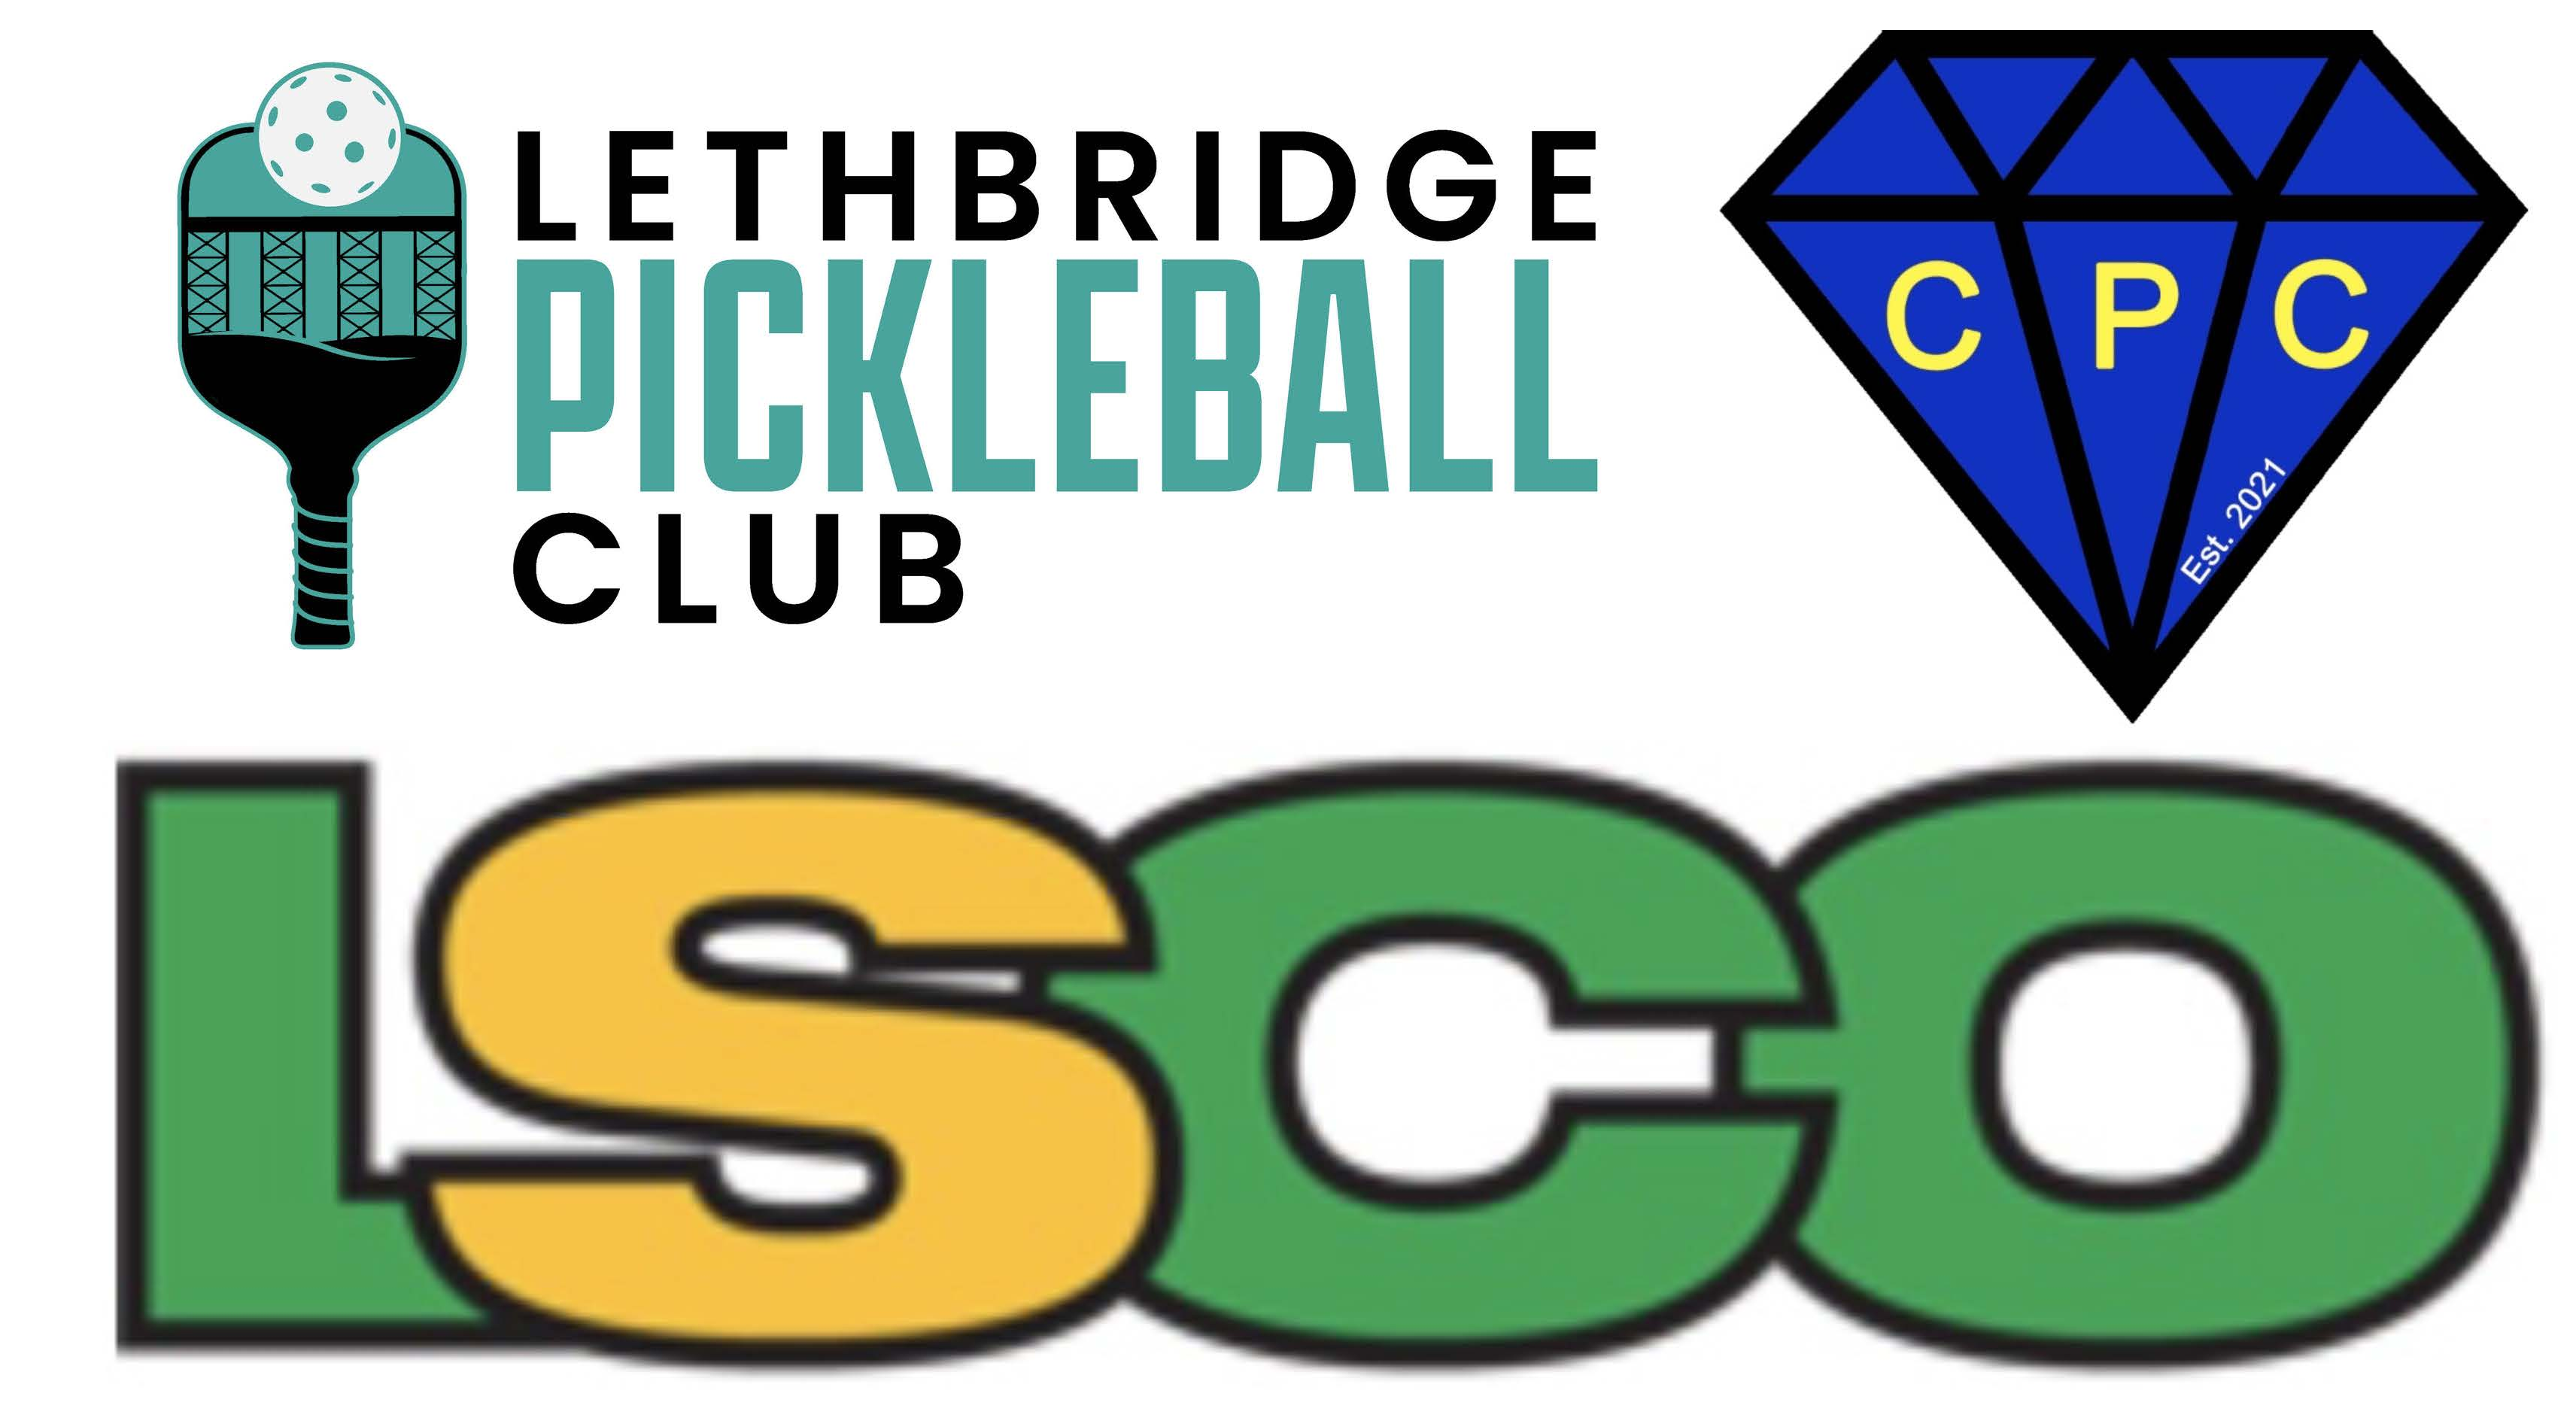 LETHBRIDGE
PICKLEBALL
CLUB
C P C
Est. 2021
LSCO